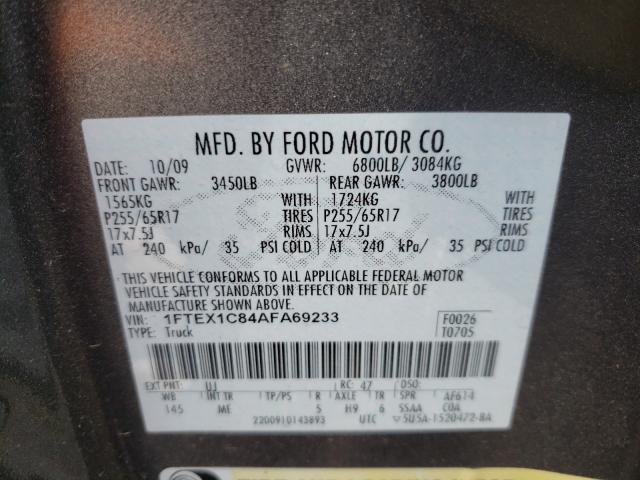 MFD. BY FORD MOTOR CO.
DATE: 10/09 GVWR: 6800LB/ 3084KG
FRONT GAWR: 3450LB REAR GAWR: 3800LB
1565KG WITH 1724KG WITH
P255/65R17 TIRES P255/65R17 TIRES
17x7.5J RIMS 17x7.5J RIMS
AT 240 kPa/ 35 PSI COLD AT 240 kPa/ 35 PSI COLD
THIS VEHICLE CONFORMS TO ALL APPLICABLE FEDERAL MOTOR
VEHICLE SAFETY STANDARDS IN EFFECT ON THE DATE OF
MANUFACTURE SHOWN ABOVE.
VIN: 1FTEX1C84AFA69233 F0026
TYPE: Truck T0705
EXT PNT: UJ RC: 47 DSO:
WB INT TR TP/PS R AXLE TR SPR AF614
145 ME 5 H9 6 SSAA COA
2200910143893 UTC 5U5A-1520472-BA